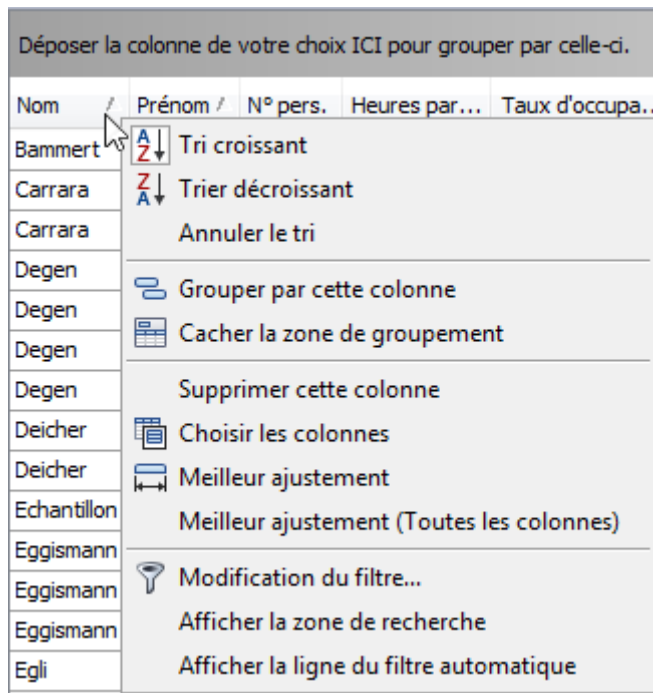 Déposer la colonne de votre choix ICI pour grouper par celle-ci.
Nom Prénom N° pers. Heures par... Taux d'occupa...
Bammert
Carrara
Carrara
Degen
Degen
Degen
Degen
Deicher
Deicher
Echantillon
Eggismann
Eggismann
Eggismann
Egli
Tri croissant
Trier décroissant
Annuler le tri
Grouper par cette colonne
Cacher la zone de groupement
Supprimer cette colonne
Choisir les colonnes
Meilleur ajustement
Meilleur ajustement (Toutes les colonnes)
Modification du filtre...
Afficher la zone de recherche
Afficher la ligne du filtre automatique